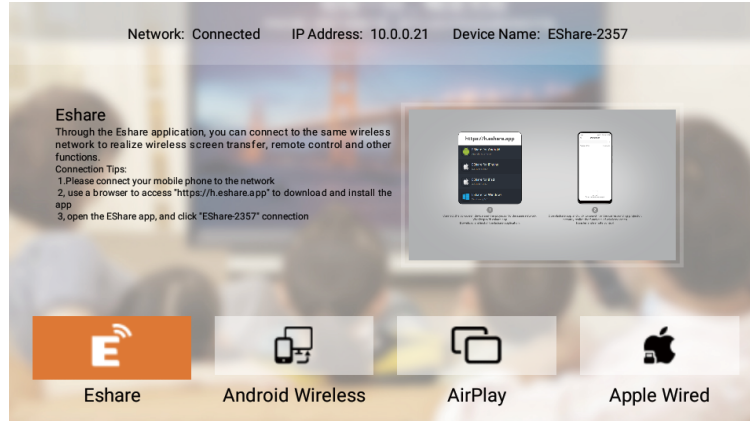 Network: Connected IP Address: 10.0.0.21 Device Name: EShare-2357
Eshare
Through the Eshare application, you can connect to the same wireless
network to realize wireless screen transfer, remote control and other
functions.
Connection Tips:
1.Please connect your mobile phone to the network
2, use a browser to access "https://h.eshare.app" to download and install the
app
3, open the EShare app, and click "EShare-2357" connection
https://h.eshare.app
E
Eshare
Android Wireless
AirPlay
Apple Wired